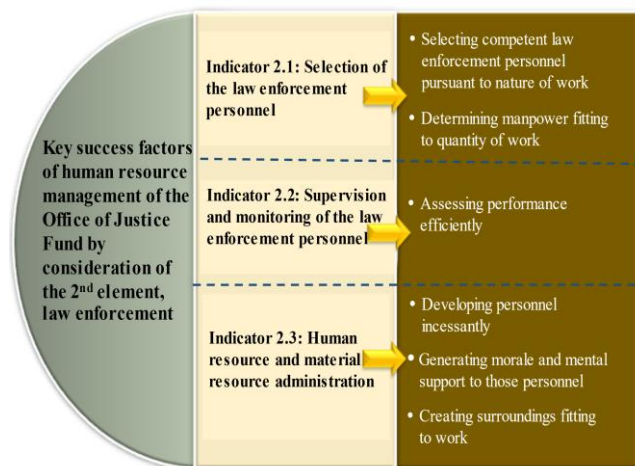 Key success factors
of human resource
management of the
Office of Justice
Fund by
consideration of
the 2nd element,
law enforcement
Indicator 2.1: Selection of
the law enforcement
personnel
• Selecting competent law
enforcement personnel
pursuant to nature of work
• Determining manpower fitting
to quantity of work
Indicator 2.2: Supervision
and monitoring of the law
enforcement personnel
• Assessing performance
efficiently
Indicator 2.3: Human
resource and material
resource administration
• Developing personnel
incessantly
• Generating morale and mental
support to those personnel
• Creating surroundings fitting
to work